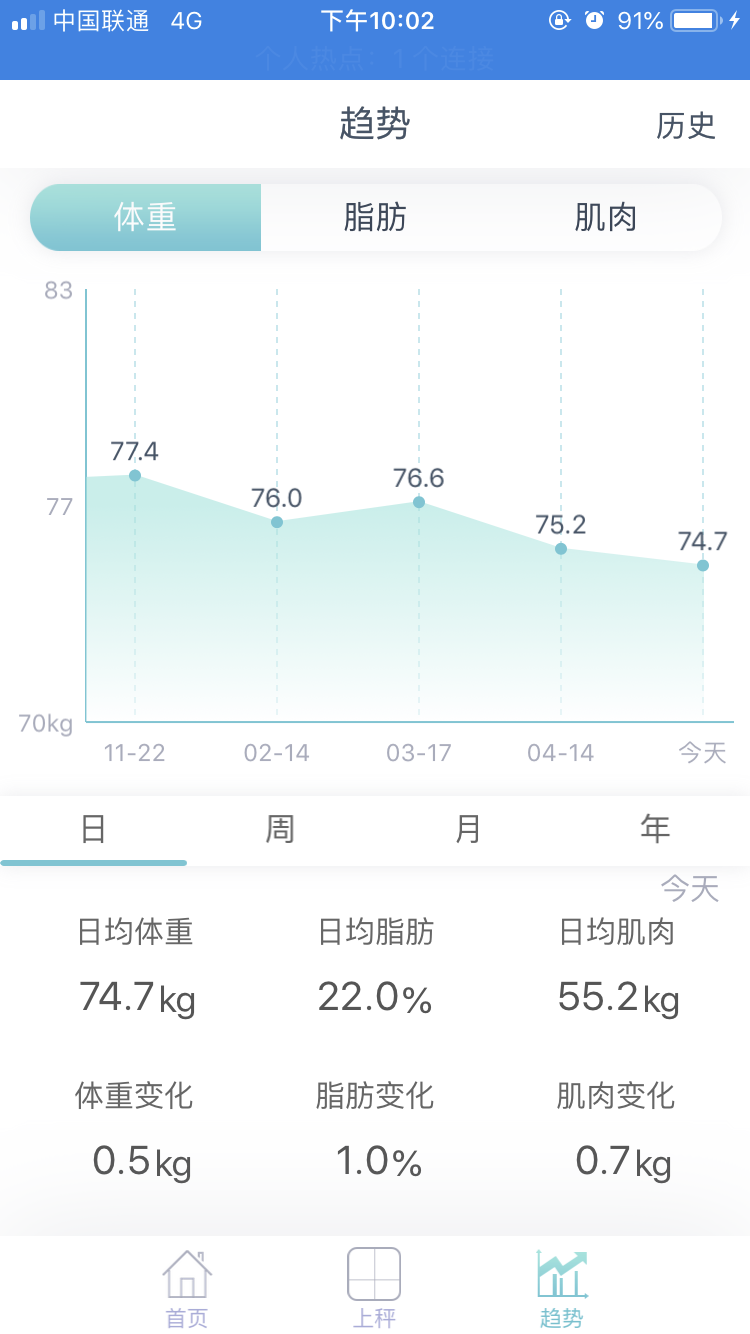 中国联通 4G 下午10:02 91%
个人热点：1 个连接
趋势 历史
体重 脂肪 肌肉
83
77.4
76.6
76.0
77
75.2
74.7
70kg
11-22 02-14 03-17 04-14 今天
日 周 月 年
今天
日均体重 日均脂肪 日均肌肉
74.7kg 22.0% 55.2kg
体重变化 脂肪变化 肌肉变化
0.5kg 1.0% 0.7kg
首页 上秤 趋势